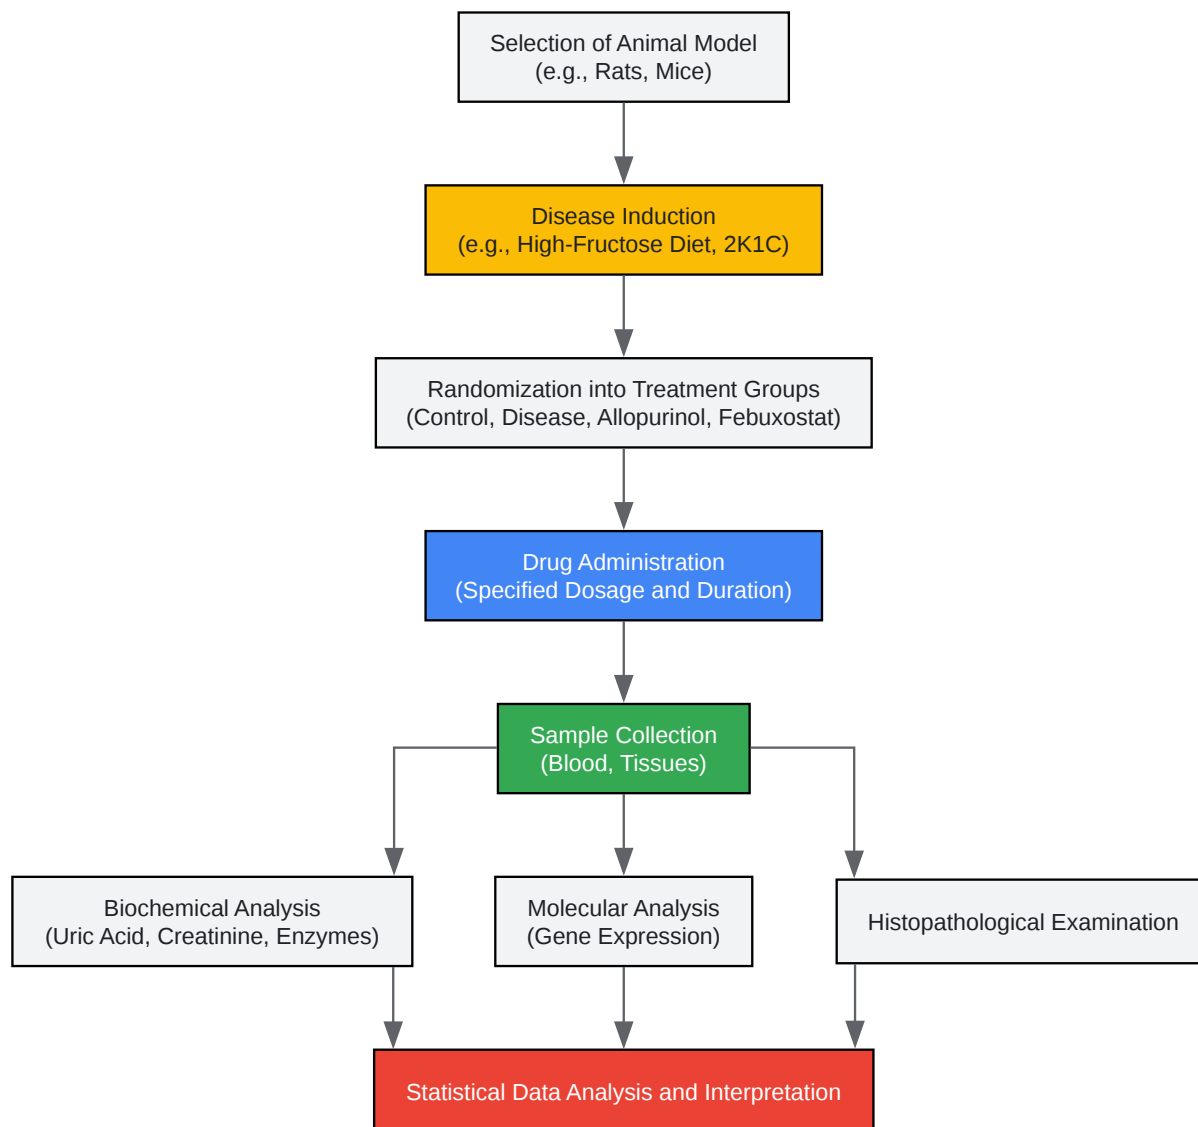 Selection of Animal Model
(e.g., Rats, Mice)
Disease Induction
(e.g., High-Fructose Diet, 2K1C)
Randomization into Treatment Groups
(Control, Disease, Allopurinol, Febuxostat)
Drug Administration
(Specified Dosage and Duration)
Sample Collection
(Blood, Tissues)
Biochemical Analysis
(Uric Acid, Creatinine, Enzymes)
Molecular Analysis
(Gene Expression)
Histopathological Examination
Statistical Data Analysis and Interpretation